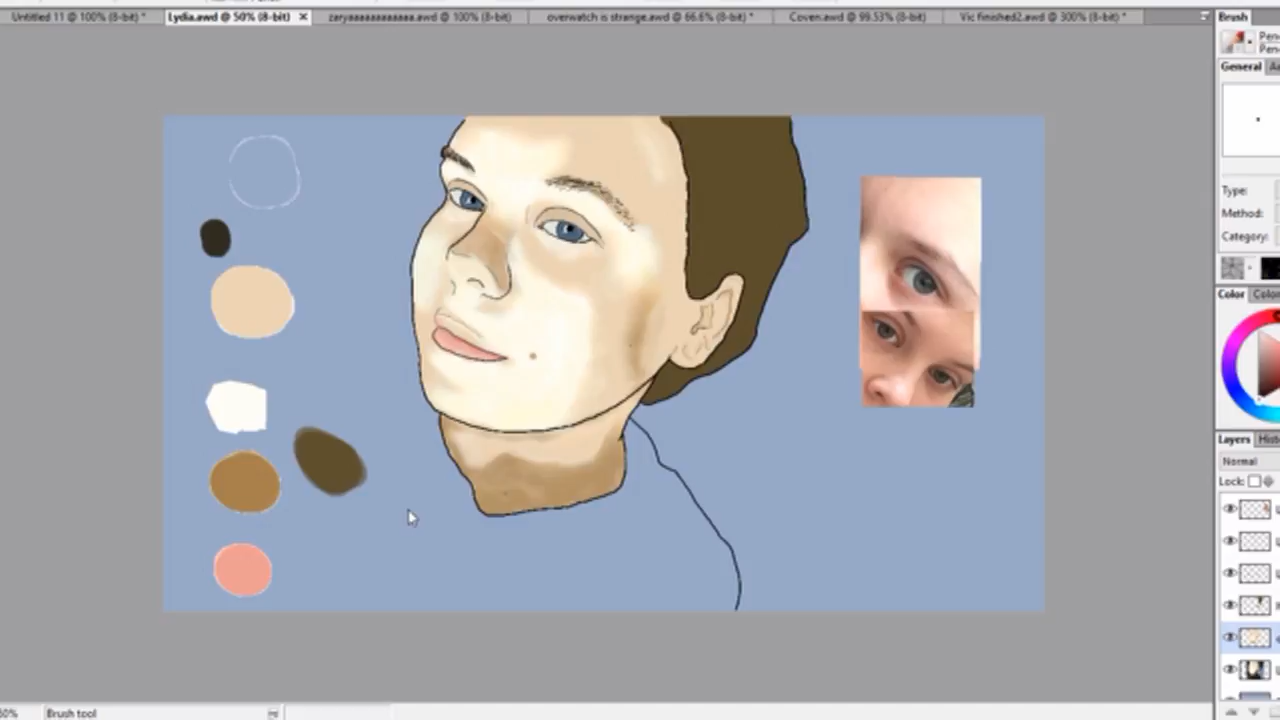 Untitled 11 @ 100% (8-bit) *
Lydia.awd @ 50% (8-bit)
zaryaaaaaaaaaaa.awd @ 100% (8-bit)
overwatch is strange.awd @ 66.6% (8-bit) *
Coven.awd @ 99.53% (8-bit)
Vic finished2.awd @ 300% (8-bit) *
Brush
General
Type:
Method:
Category:
Color
Layers
Normal
Lock:
Brush tool